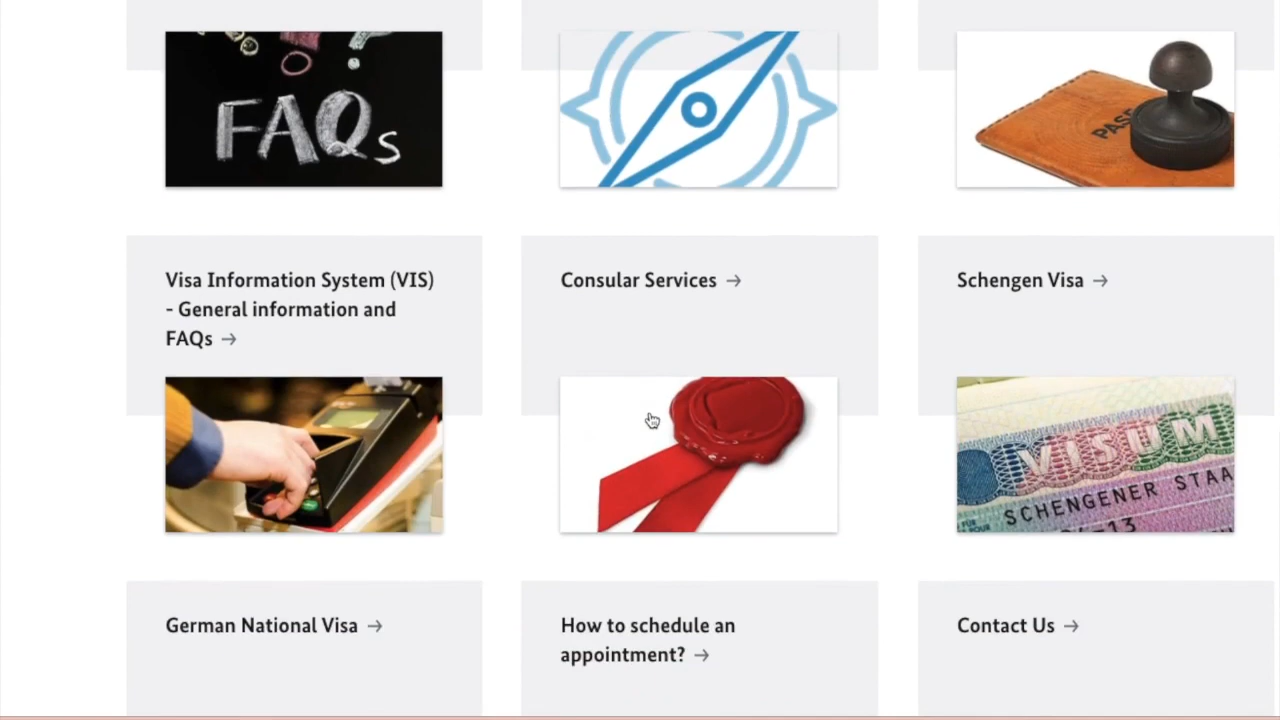 FAQs
PASS
Visa Information System (VIS)
- General information and
FAQs →
Consular Services →
Schengen Visa →
VISUM
SCHENGENER STAA
-13
German National Visa →
How to schedule an
appointment? →
Contact Us →